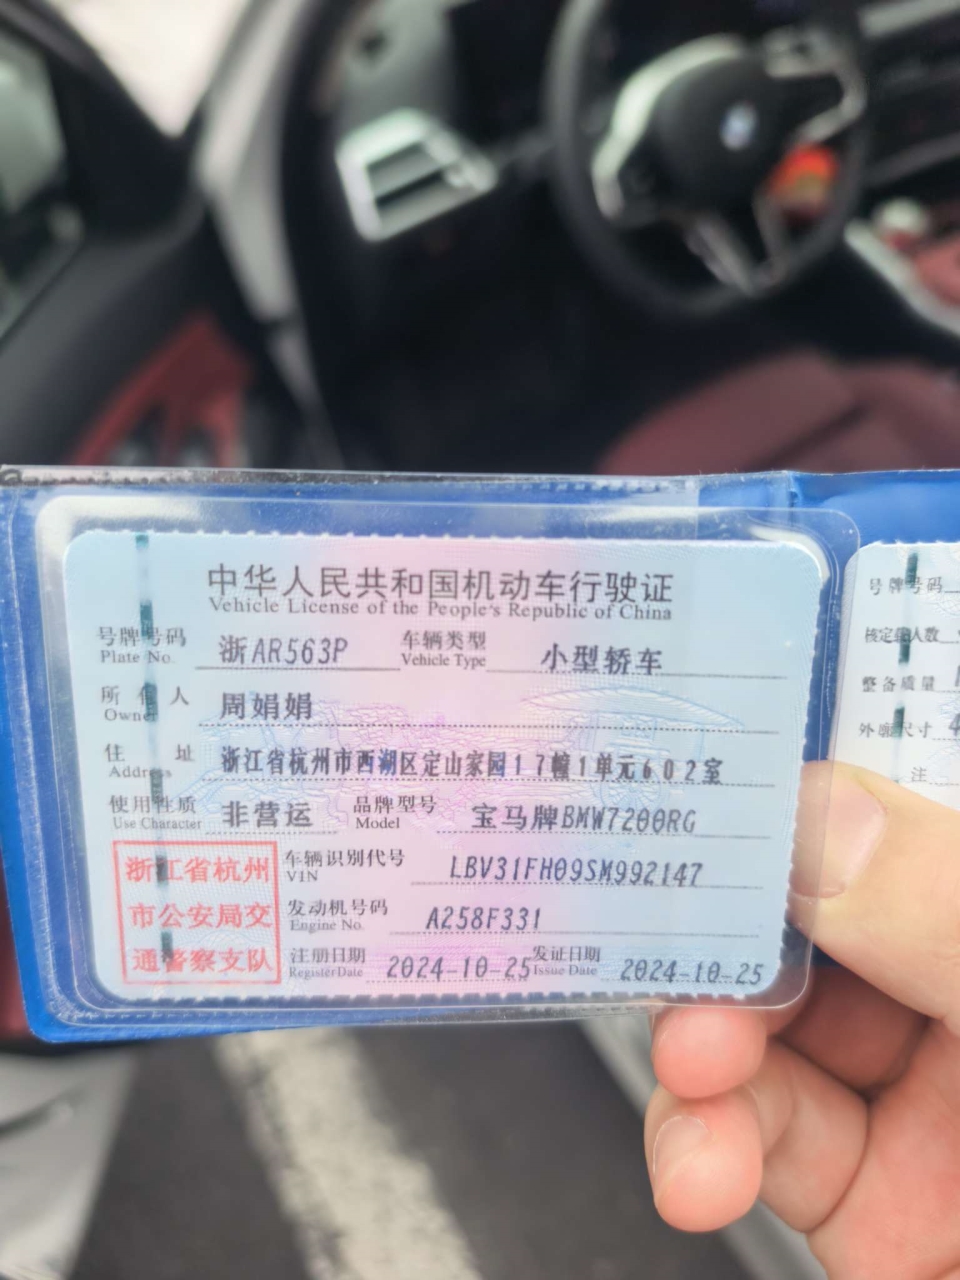 中华人民共和国机动车行驶证
Vehicle License of the People's Republic of China
号牌号码 浙AR563P 车辆类型 小型轿车
Plate No. Vehicle Type
所有人 周娟娟
Owner
住址 浙江省杭州市西湖区定山家园17幢1单元602室
Address
使用性质 非营运 品牌型号 宝马牌BMW7200RG
Use Character Model
浙江省杭州
市公安局交
通警察支队
车辆识别代号 LBV31FH09SM992147
VIN
发动机号码 A258F331
Engine No.
注册日期 2024-10-25 发证日期 2024-10-25
Register Date Issue Date
号牌号码
核定载人数
整备质量
外廓尺寸 4
注